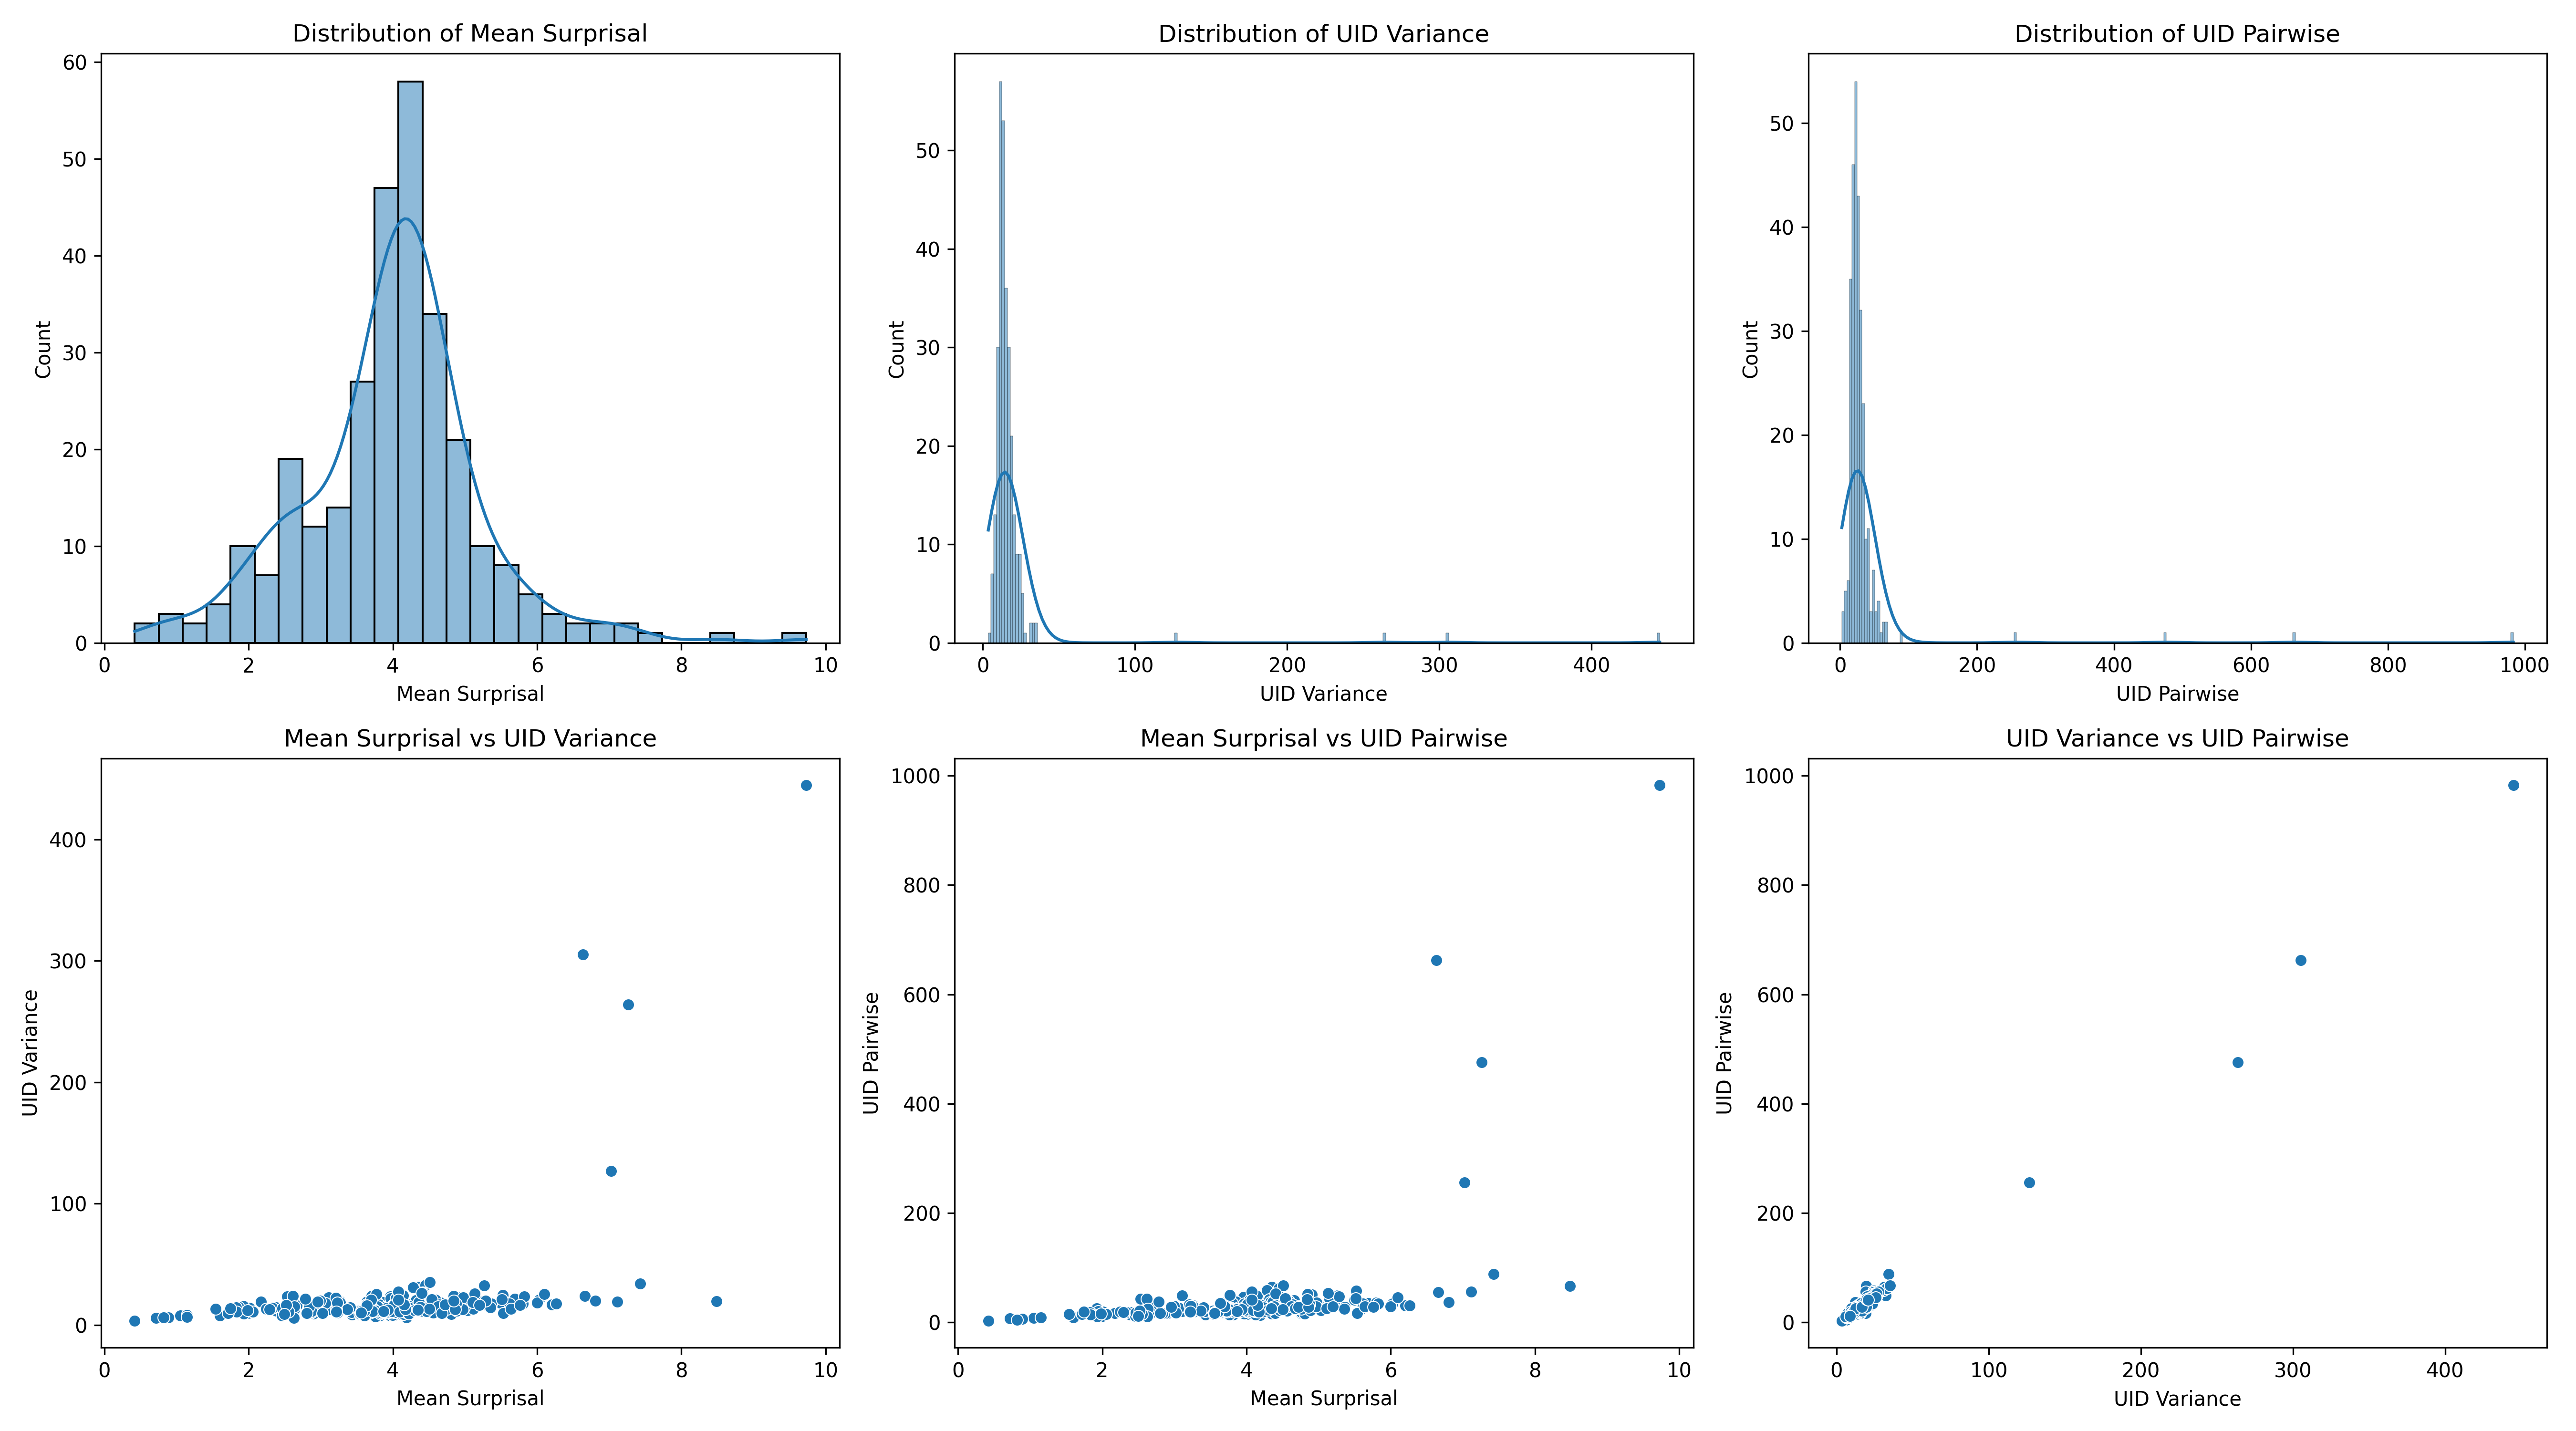 Distribution of Mean Surprisal
60
50
40
30
20
10
0
Count
0 2 4 6 8 10
Mean Surprisal
Distribution of UID Variance
50
40
30
20
10
0
Count
0 100 200 300 400
UID Variance
Distribution of UID Pairwise
50
40
30
20
10
0
Count
0 200 400 600 800 1000
UID Pairwise
Mean Surprisal vs UID Variance
400
300
200
100
0
UID Variance
0 2 4 6 8 10
Mean Surprisal
Mean Surprisal vs UID Pairwise
1000
800
600
400
200
0
UID Pairwise
0 2 4 6 8 10
Mean Surprisal
UID Variance vs UID Pairwise
1000
800
600
400
200
0
UID Pairwise
0 100 200 300 400
UID Variance